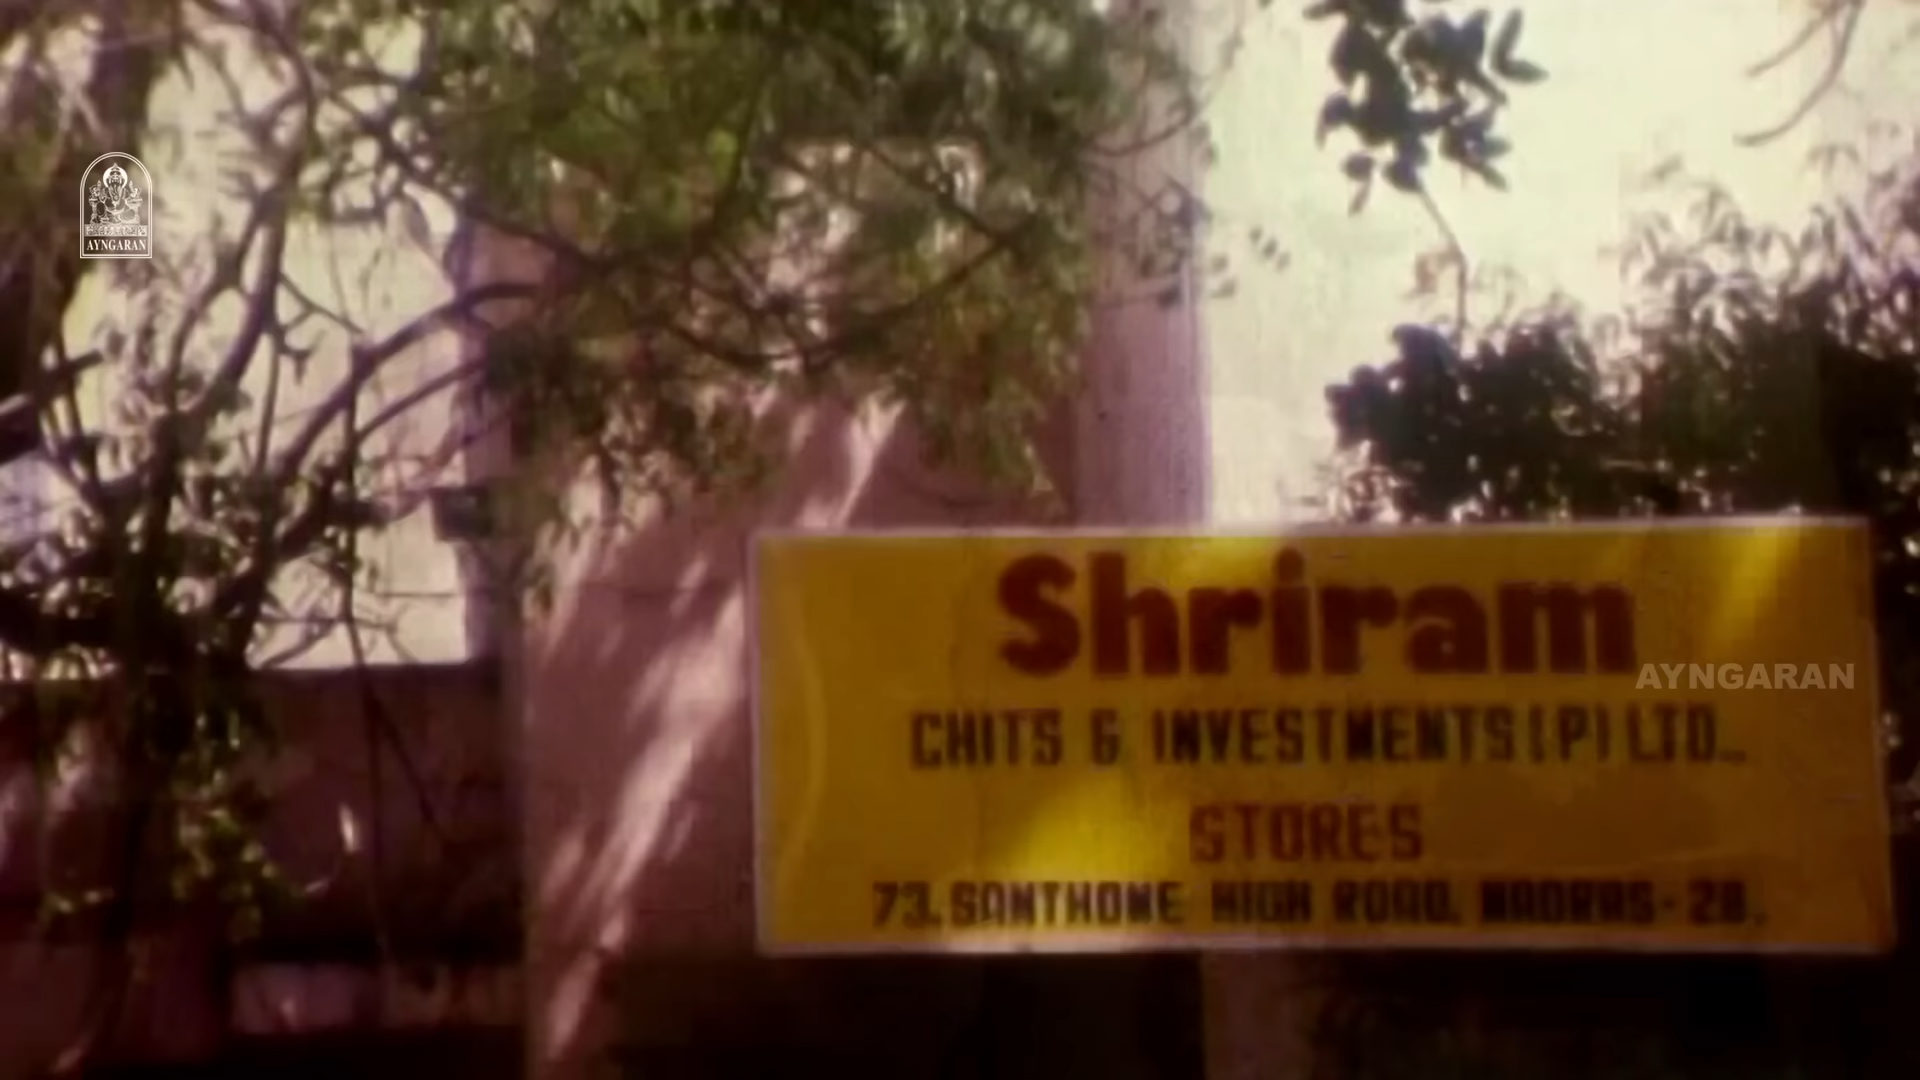 AYNGARAN
Shriram
AYNGARAN
CHITS & INVESTMENTS (P) LTD.,
STORES
73, SANTHOME HIGH ROAD, MADRAS-28.